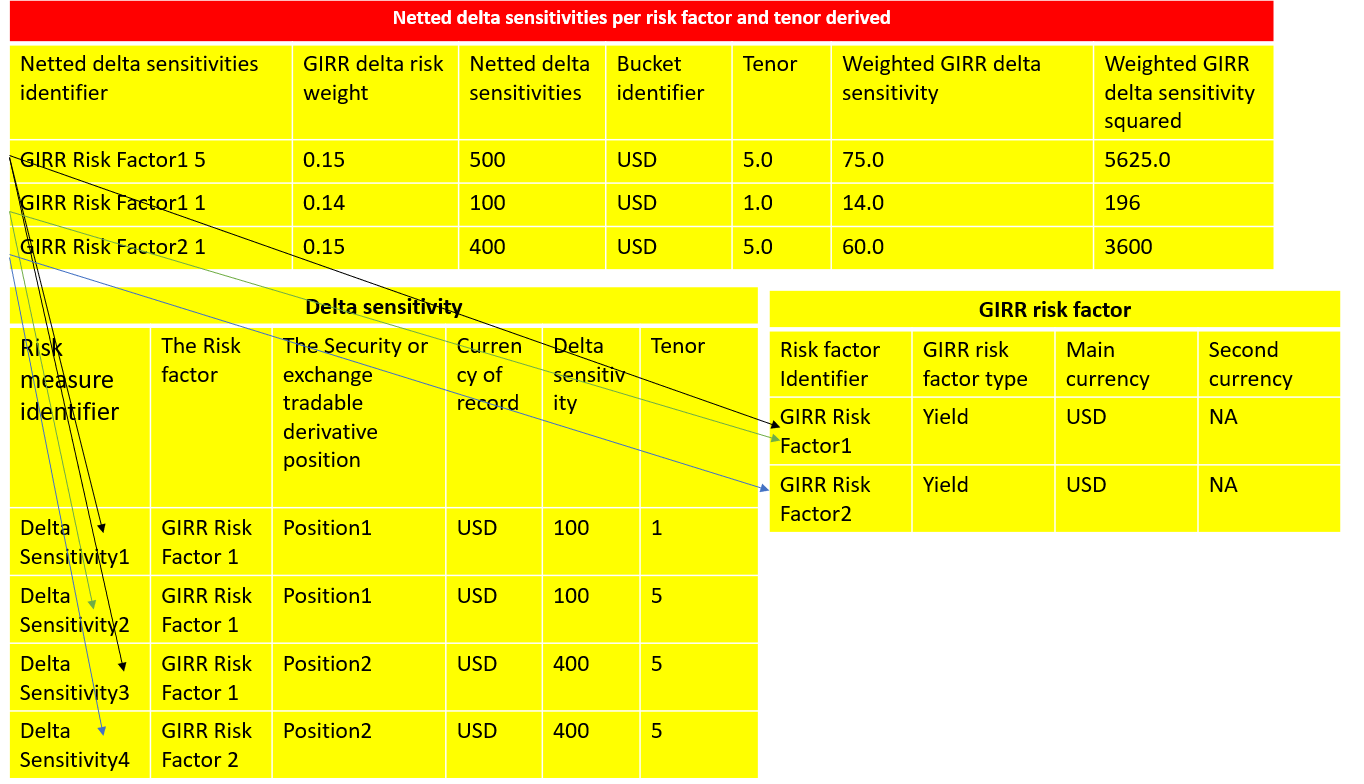 Netted delta sensitivities per risk factor and tenor derived
Netted delta sensitivities identifier GIRR delta risk weight Netted delta sensitivities Bucket identifier Tenor Weighted GIRR delta sensitivity Weighted GIRR delta sensitivity squared
GIRR Risk Factor1 5 0.15 500 USD 5.0 75.0 5625.0
GIRR Risk Factor1 1 0.14 100 USD 1.0 14.0 196
GIRR Risk Factor2 1 0.15 400 USD 5.0 60.0 3600
Delta sensitivity
Risk measure identifier The Risk factor The Security or exchange tradable derivative position Curren cy of record Delta sensitiv ity Tenor
Delta Sensitivity1 GIRR Risk Factor 1 Position1 USD 100 1
Delta Sensitivity2 GIRR Risk Factor 1 Position1 USD 100 5
Delta Sensitivity3 GIRR Risk Factor 1 Position2 USD 400 5
Delta Sensitivity4 GIRR Risk Factor 2 Position2 USD 400 5
GIRR risk factor
Risk factor Identifier GIRR risk factor type Main currency Second currency
GIRR Risk Factor1 Yield USD NA
GIRR Risk Factor2 Yield USD NA